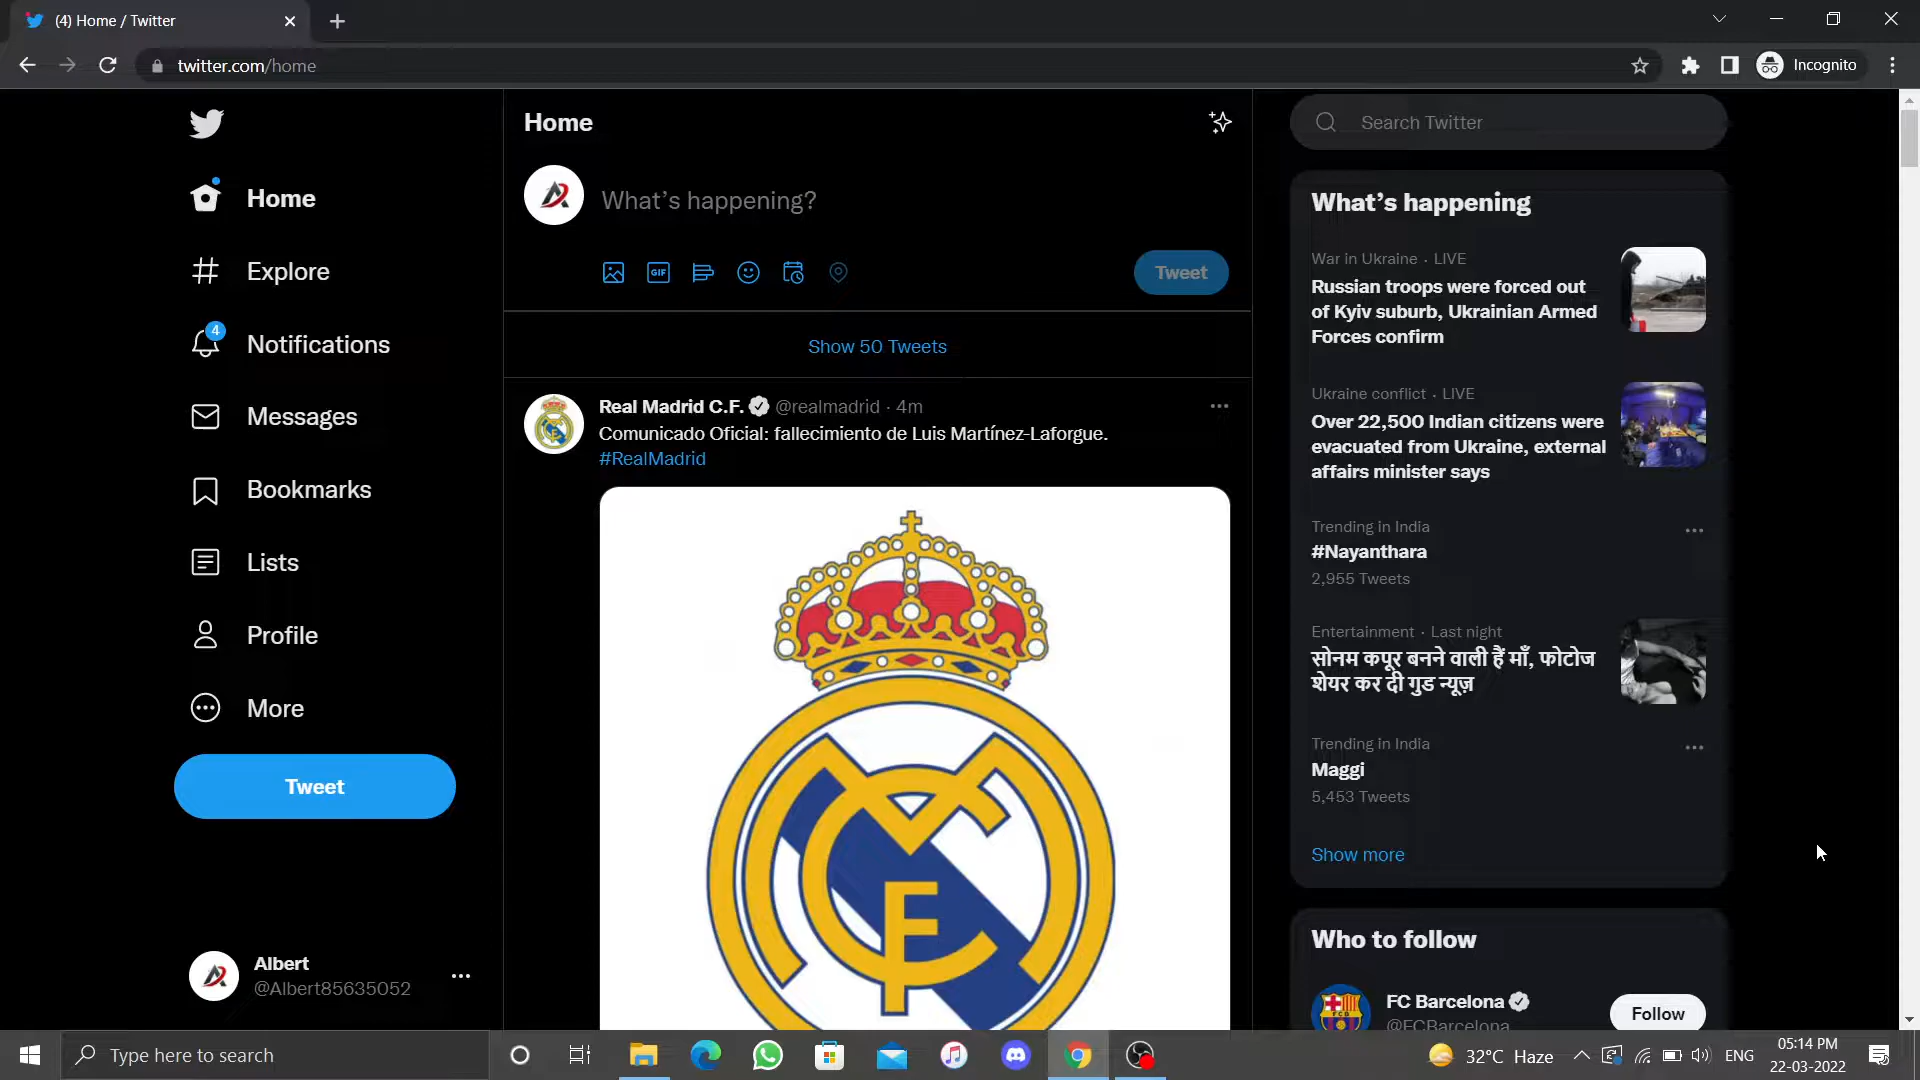 (4) Home / Twitter
twitter.com/home
Incognito
Home
Explore
4
Notifications
Messages
Bookmarks
Lists
Profile
More
Tweet
Albert
@Albert85635052
Home
What's happening?
GIF
Tweet
Show 50 Tweets
Real Madrid C.F. @realmadrid · 4m
Comunicado Oficial: fallecimiento de Luis Martínez-Laforgue.
#RealMadrid
Search Twitter
What's happening
War in Ukraine · LIVE
Russian troops were forced out
of Kyiv suburb, Ukrainian Armed
Forces confirm
Ukraine conflict · LIVE
Over 22,500 Indian citizens were
evacuated from Ukraine, external
affairs minister says
Trending in India
#Nayanthara
2,955 Tweets
Entertainment · Last night
सोनम कपूर बनने वाली हैं माँ, फोटोज
शेयर कर दी गुड न्यूज़
Trending in India
Maggi
5,453 Tweets
Show more
Who to follow
FC Barcelona
@FCBarcelona
Follow
Type here to search
32°C Haze
ENG
05:14 PM
22-03-2022